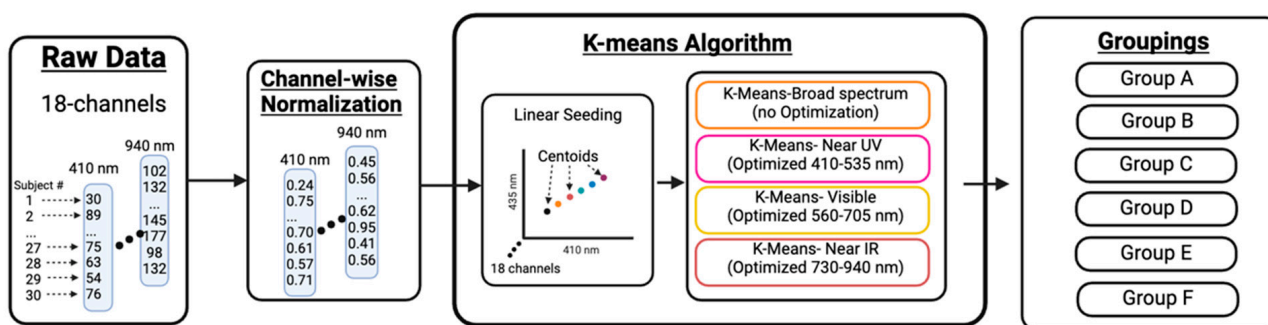 Raw Data
18-channels
940 nm
410 nm
Subject #
1
2
...
27
28
29
30
30
89
...
75
63
54
76
102
132
...
145
177
98
132
Channel-wise
Normalization
940 nm
410 nm
0.24
0.75
...
0.70
0.61
0.57
0.71
0.45
0.56
...
0.62
0.95
0.41
0.56
K-means Algorithm
Linear Seeding
Centoids
435 nm
410 nm
18 channels
K-Means-Broad spectrum
(no Optimization)
K-Means- Near UV
(Optimized 410-535 nm)
K-Means- Visible
(Optimized 560-705 nm)
K-Means- Near IR
(Optimized 730-940 nm)
Groupings
Group A
Group B
Group C
Group D
Group E
Group F